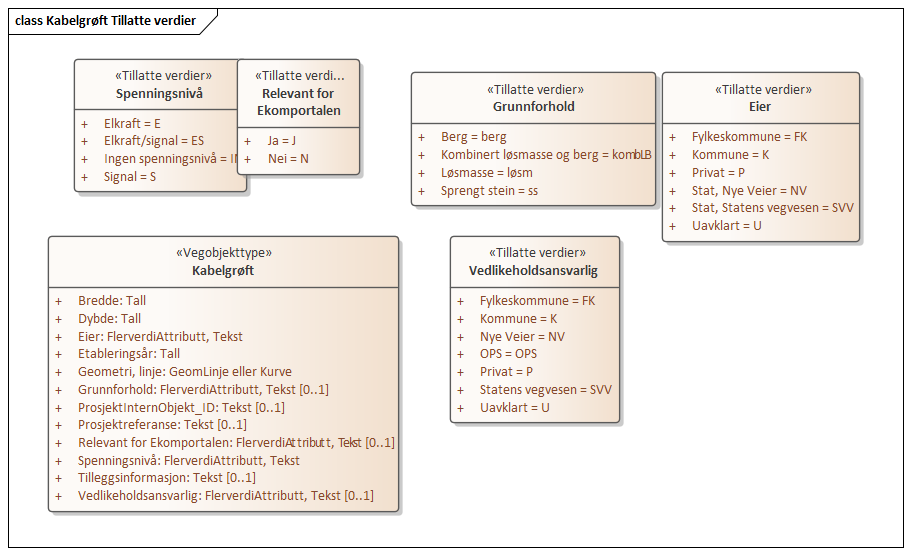 class Kabelgrøft Tillatte verdier
«Tillatte verdier»
Spenningsnivå
+ Elkraft = E
+ Elkraft/signal = ES
+ Ingen spenningsnivå =
+ Signal = S
«Tillatte verdi...
Relevant for
Ekomportalen
+ Ja = J
+ Nei = N
«Tillatte verdier»
Grunnforhold
+ Berg = berg
+ Kombinert løsmasse og berg = kombLB
+ Løsmasse = løsm
+ Sprengt stein = ss
«Tillatte verdier»
Eier
+ Fylkeskommune = FK
+ Kommune = K
+ Privat = P
+ Stat, Nye Veier = NV
+ Stat, Statens vegvesen = SVV
+ Uavklart = U
«Vegobjekttype»
Kabelgrøft
+ Bredde: Tall
+ Dybde: Tall
+ Eier: FlerverdiAttributt, Tekst
+ Etableringsår: Tall
+ Geometri, linje: GeomLinje eller Kurve
+ Grunnforhold: FlerverdiAttributt, Tekst [0..1]
+ ProsjektInternObjekt_ID: Tekst [0..1]
+ Prosjektreferanse: Tekst [0..1]
+ Relevant for Ekomportalen: FlerverdiAttributt, Tekst [0..1]
+ Spenningsnivå: FlerverdiAttributt, Tekst
+ Tilleggsinformasjon: Tekst [0..1]
+ Vedlikeholdsansvarlig: FlerverdiAttributt, Tekst [0..1]
«Tillatte verdier»
Vedlikeholdsansvarlig
+ Fylkeskommune = FK
+ Kommune = K
+ Nye Veier = NV
+ OPS = OPS
+ Privat = P
+ Statens vegvesen = SVV
+ Uavklart = U